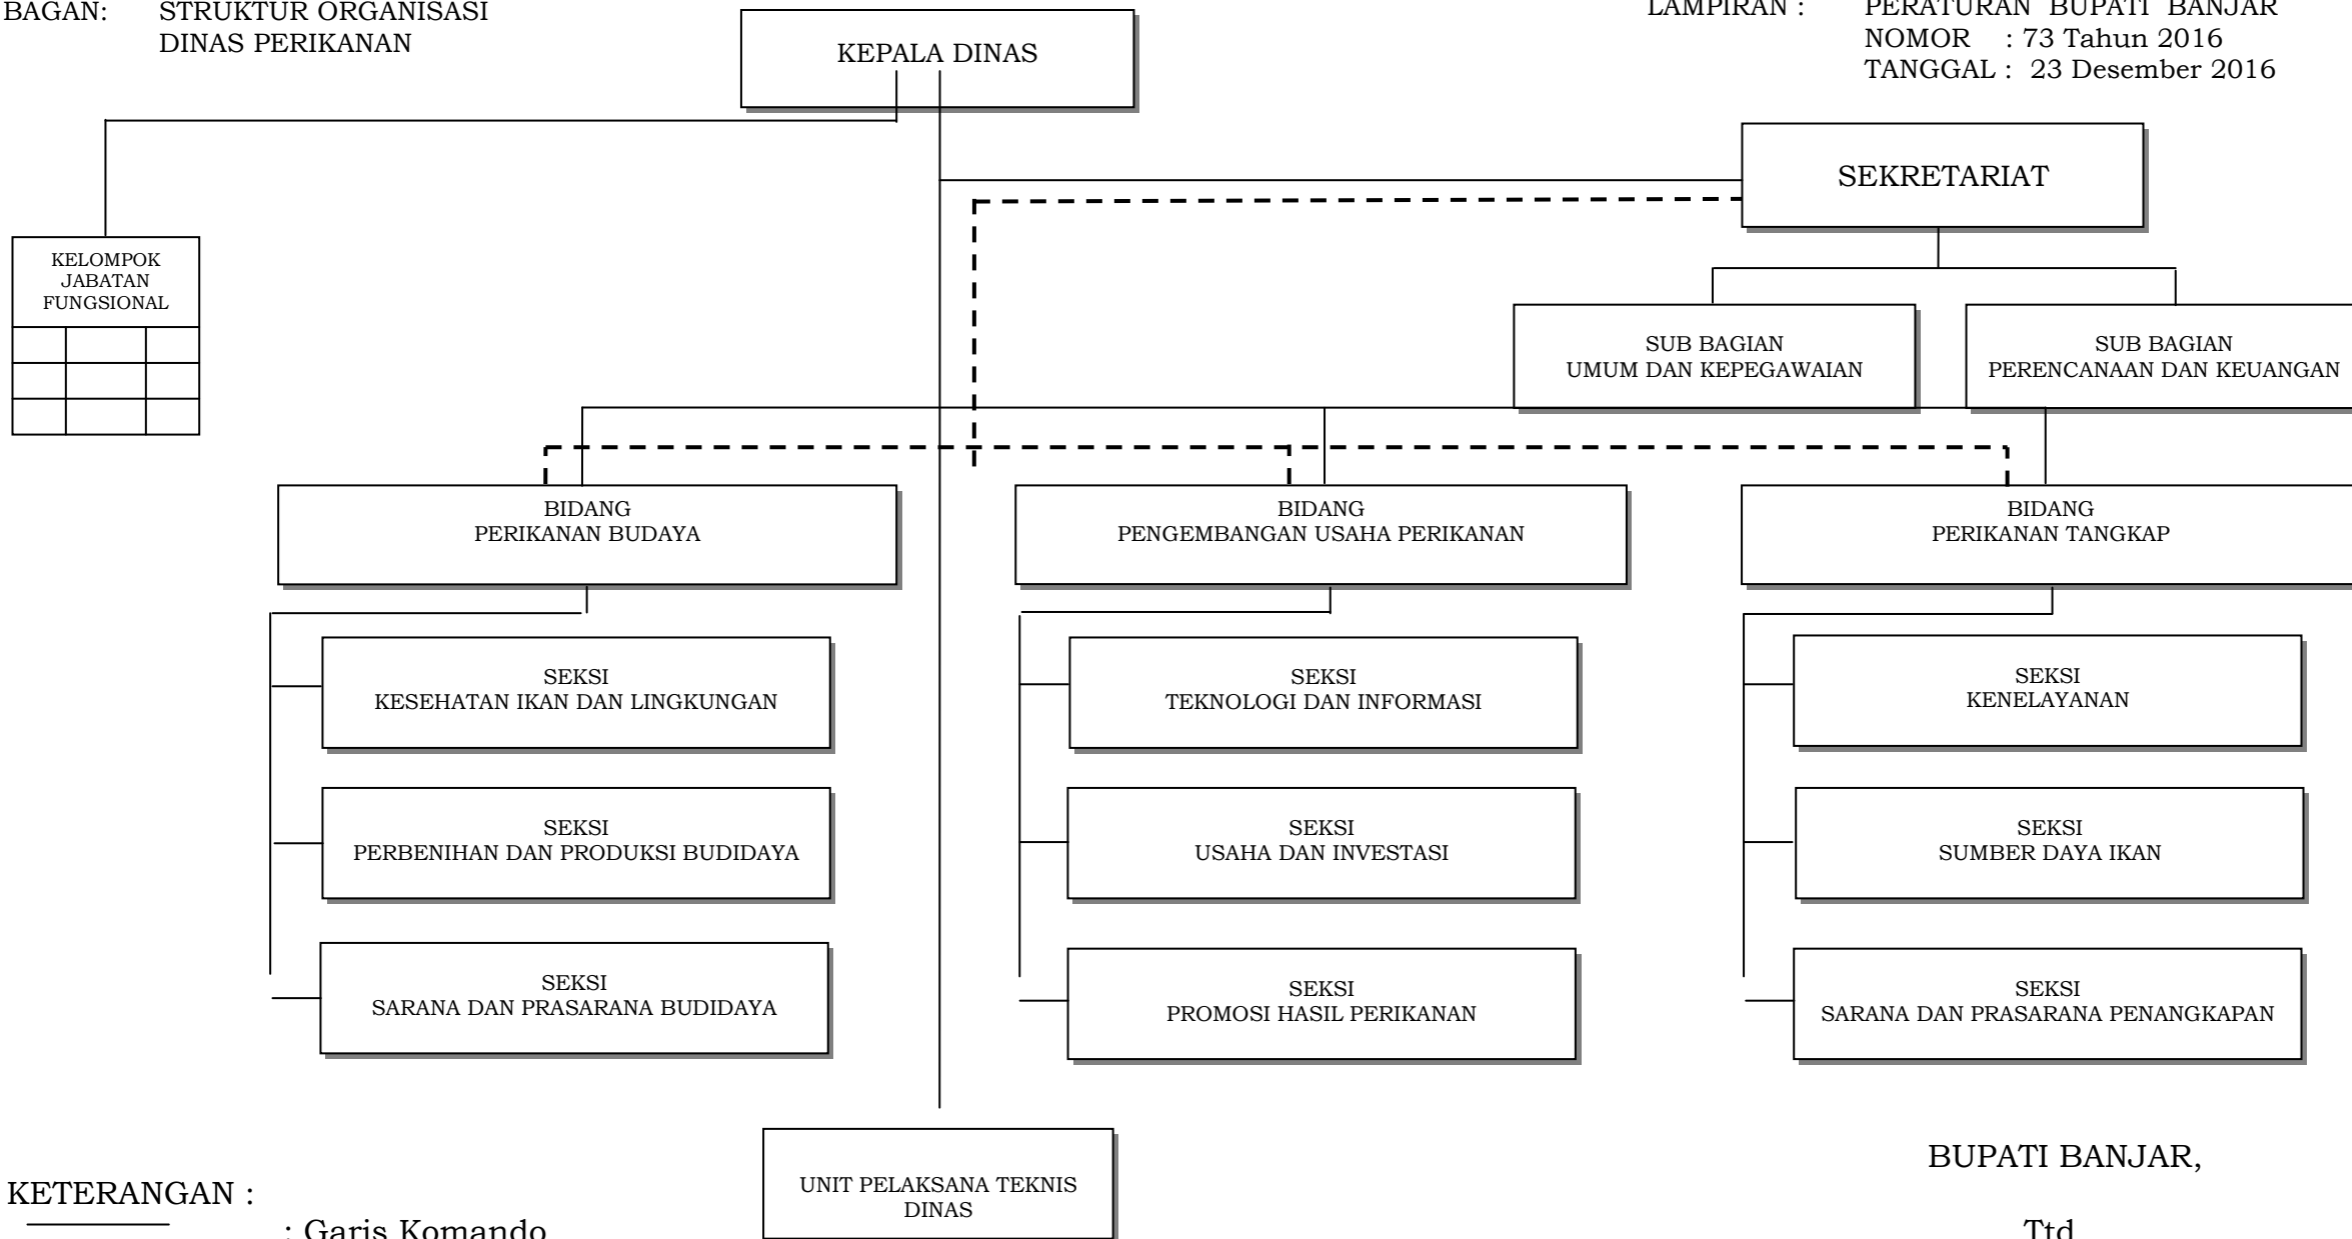 BAGAN: STRUKTUR ORGANISASI
DINAS PERIKANAN
LAMPIRAN : PERATURAN BUPATI BANJAR
NOMOR : 73 Tahun 2016
TANGGAL : 23 Desember 2016
KEPALA DINAS
SEKRETARIAT
KELOMPOK
JABATAN
FUNGSIONAL
SUB BAGIAN
UMUM DAN KEPEGAWAIAN
SUB BAGIAN
PERENCANAAN DAN KEUANGAN
BIDANG
PERIKANAN BUDAYA
BIDANG
PENGEMBANGAN USAHA PERIKANAN
BIDANG
PERIKANAN TANGKAP
SEKSI
KESEHATAN IKAN DAN LINGKUNGAN
SEKSI
TEKNOLOGI DAN INFORMASI
SEKSI
KENELAYANAN
SEKSI
PERBENIHAN DAN PRODUKSI BUDIDAYA
SEKSI
USAHA DAN INVESTASI
SEKSI
SUMBER DAYA IKAN
SEKSI
SARANA DAN PRASARANA BUDIDAYA
SEKSI
PROMOSI HASIL PERIKANAN
SEKSI
SARANA DAN PRASARANA PENANGKAPAN
UNIT PELAKSANA TEKNIS
DINAS
KETERANGAN :
: Garis Komando
BUPATI BANJAR,
Ttd